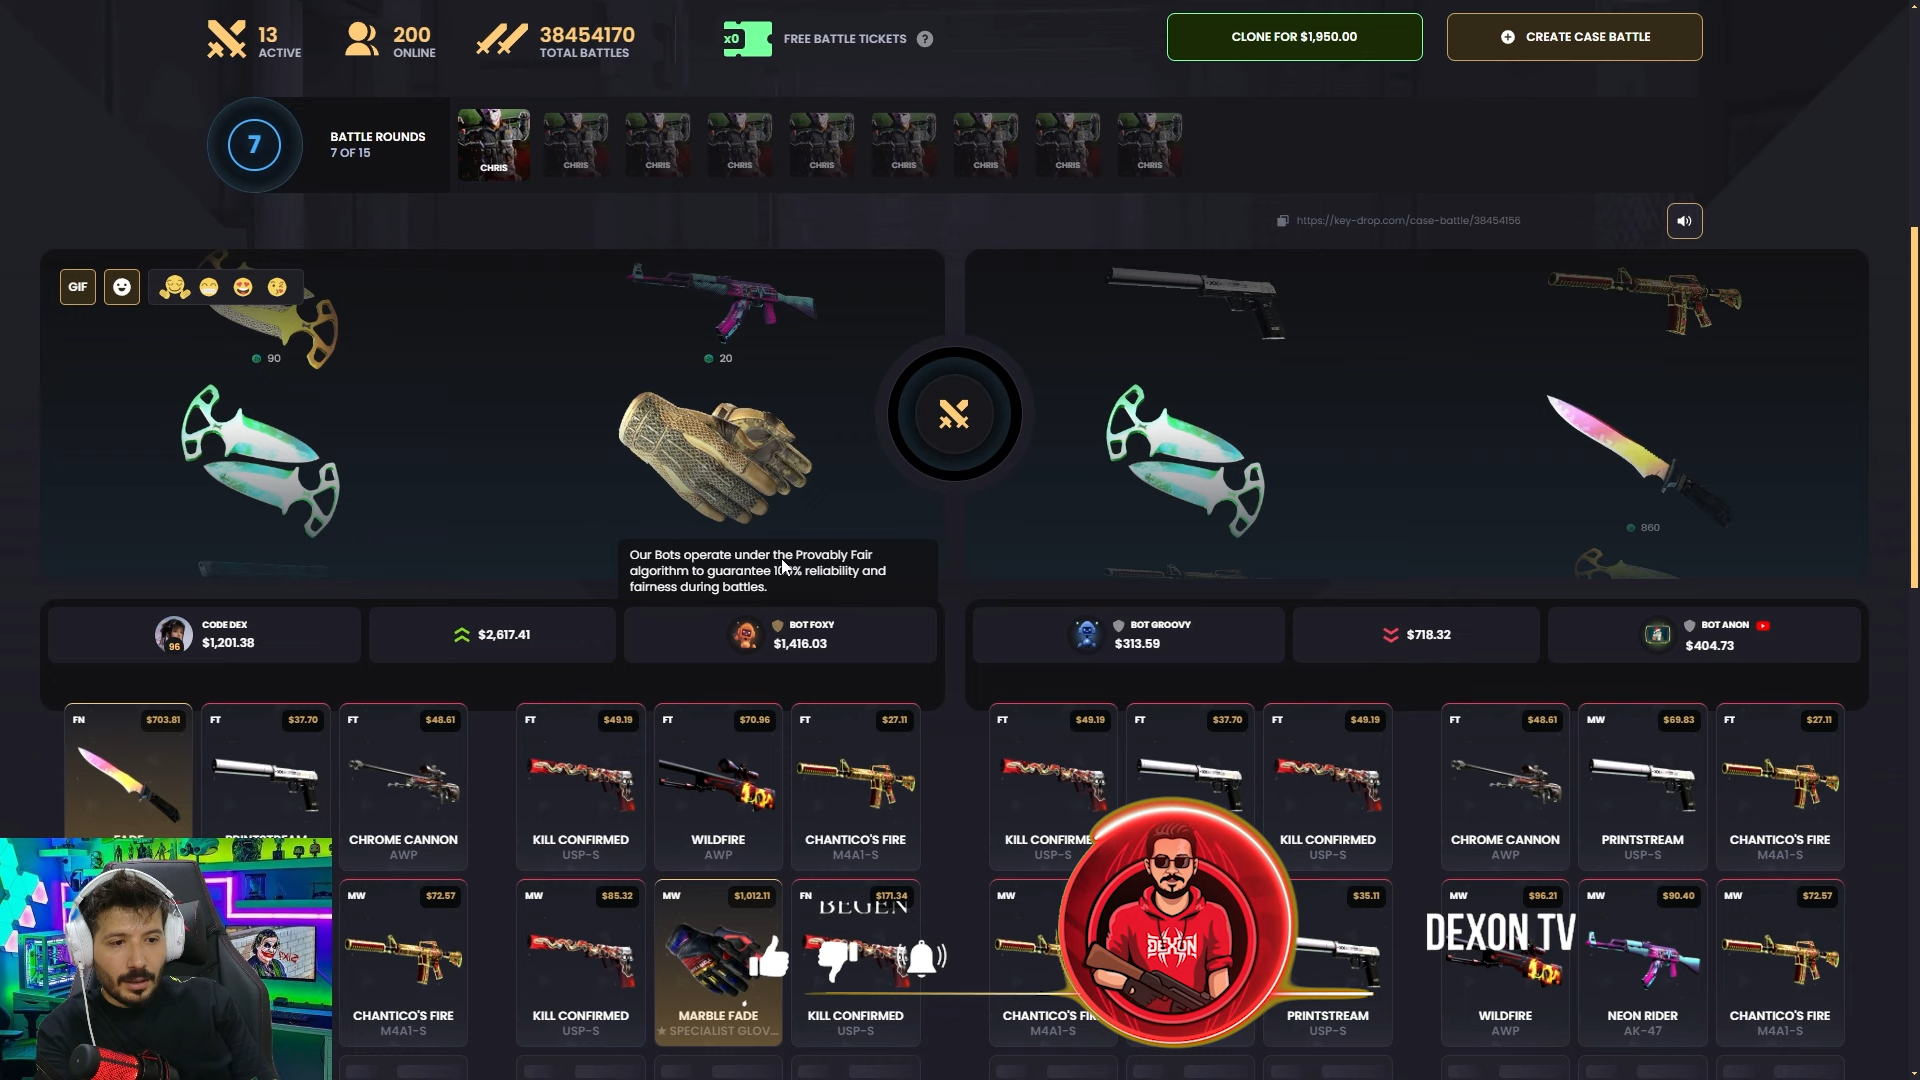 13
ACTIVE
200
ONLINE
38454170
TOTAL BATTLES
x0
FREE BATTLE TICKETS ?
CLONE FOR $1,950.00
CREATE CASE BATTLE
7
BATTLE ROUNDS
7 OF 15
CHRIS CHRIS CHRIS CHRIS CHRIS CHRIS CHRIS CHRIS CHRIS
https://key-drop.com/case-battle/38454156
GIF
90
20
860
Our Bots operate under the Provably Fair
algorithm to guarantee 100% reliability and
fairness during battles.
CODE DEX
$1,201.38
96
$2,617.41
BOT FOXY
$1,416.03
BOT GROOVY
$313.59
$718.32
BOT ANON
$404.73
FN $703.81 FT $37.70 FT $48.61 FT $49.19 FT $70.96 FT $27.11 FT $49.19 FT $37.70 FT $49.19 FT $48.61 MW $69.83 FT $27.11
FADE PRINTSTREAM CHROME CANNON KILL CONFIRMED WILDFIRE CHANTICO'S FIRE KILL CONFIRME KILL CONFIRMED CHROME CANNON PRINTSTREAM CHANTICO'S FIRE
AWP USP-S AWP M4A1-S USP-S USP-S AWP USP-S M4A1-S
MW $72.57 MW $85.32 MW $1,012.11 FN $171.34 MW $35.11 MW $96.21 MW $90.40 MW $72.57
BEGEN
DEXON TV
DEXON
CHANTICO'S FIRE KILL CONFIRMED MARBLE FADE KILL CONFIRMED CHANTICO'S FIR PRINTSTREAM WILDFIRE NEON RIDER CHANTICO'S FIRE
M4A1-S USP-S ★ SPECIALIST GLOV... USP-S M4A1-S USP-S AWP AK-47 M4A1-S